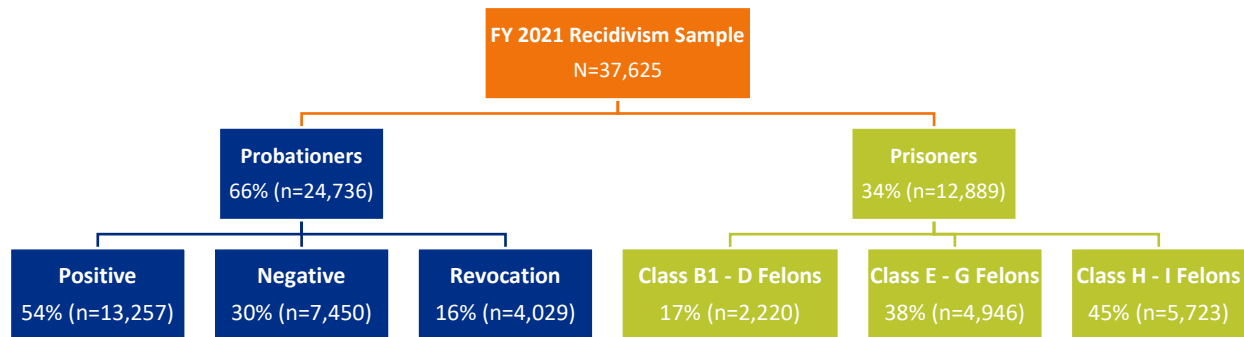 FY 2021 Recidivism Sample
N=37,625
Probationers
66% (n=24,736)
Prisoners
34% (n=12,889)
Positive
54% (n=13,257)
Negative
30% (n=7,450)
Revocation
16% (n=4,029)
Class B1 - D Felons
17% (n=2,220)
Class E - G Felons
38% (n=4,946)
Class H - I Felons
45% (n=5,723)